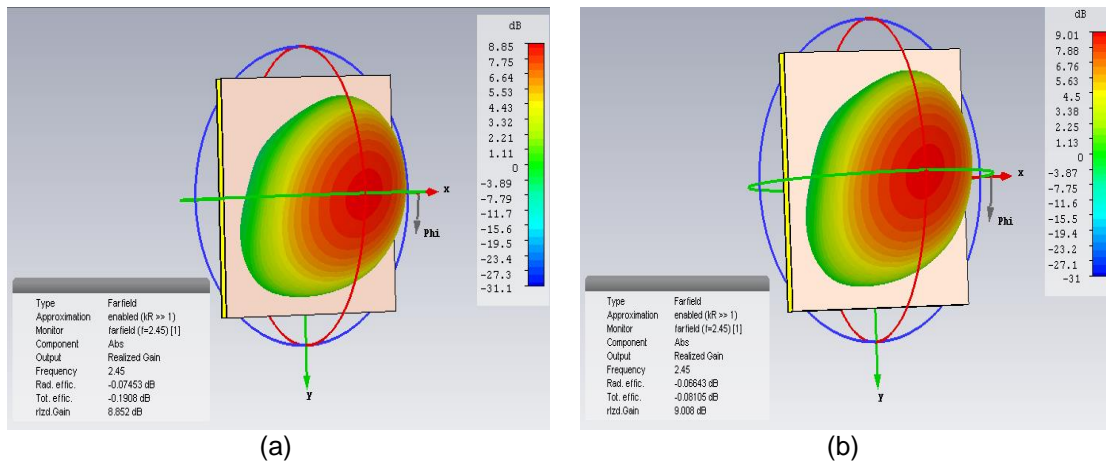 dB
8.85
7.75
6.64
5.53
4.43
3.32
2.21
1.11
0
-3.89
-7.79
-11.7
-15.6
-19.5
-23.4
-27.3
-31.1
x
Phi
y
Type Farfield
Approximation enabled (kR >> 1)
Monitor farfield (f=2.45) [1]
Component Abs
Output Realized Gain
Frequency 2.45
Rad. effic. -0.07453 dB
Tot. effic. -0.1908 dB
rlzd.Gain 8.852 dB
(a)
dB
9.01
7.88
6.76
5.63
4.5
3.38
2.25
1.13
0
-3.87
-7.75
-11.6
-15.5
-19.4
-23.2
-27.1
-31
x
Phi
y
Type Farfield
Approximation enabled (kR >> 1)
Monitor farfield (f=2.45) [1]
Component Abs
Output Realized Gain
Frequency 2.45
Rad. effic. -0.06643 dB
Tot. effic. -0.08105 dB
rlzd.Gain 9.008 dB
(b)